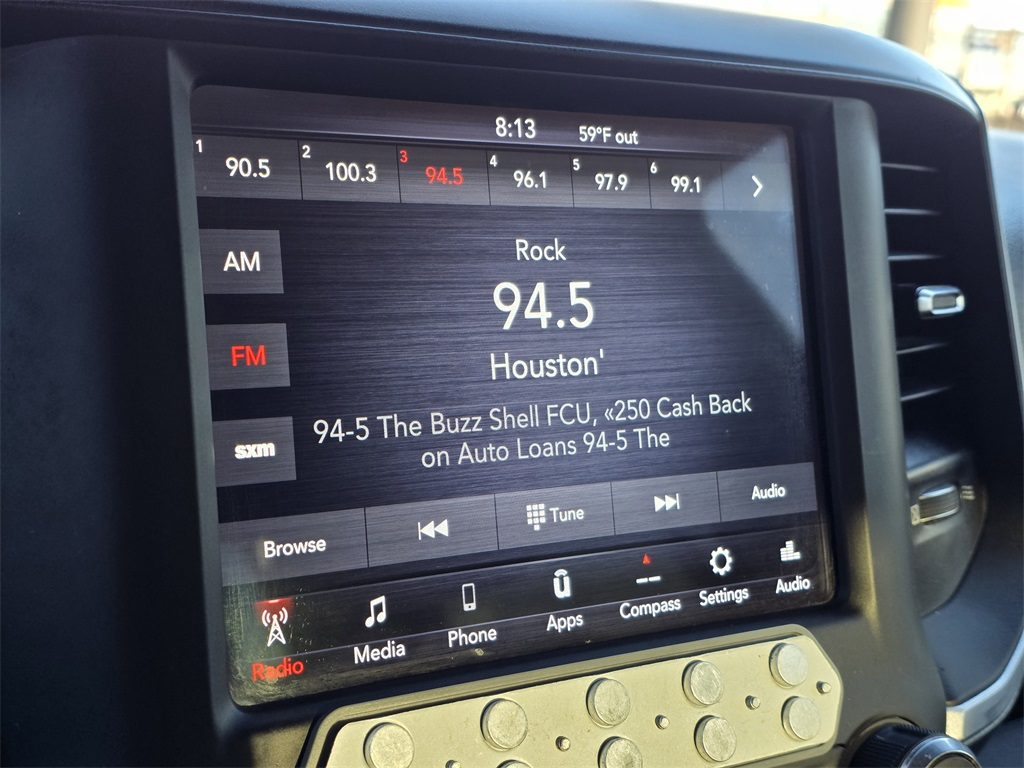 8:13 59°F out
1 90.5 2 100.3 3 94.5 4 96.1 5 97.9 6 99.1
AM
Rock
94.5
FM
Houston'
sxm
94-5 The Buzz Shell FCU, «250 Cash Back
on Auto Loans 94-5 The
Browse Tune Audio
Radio Media Phone Apps Compass Settings Audio